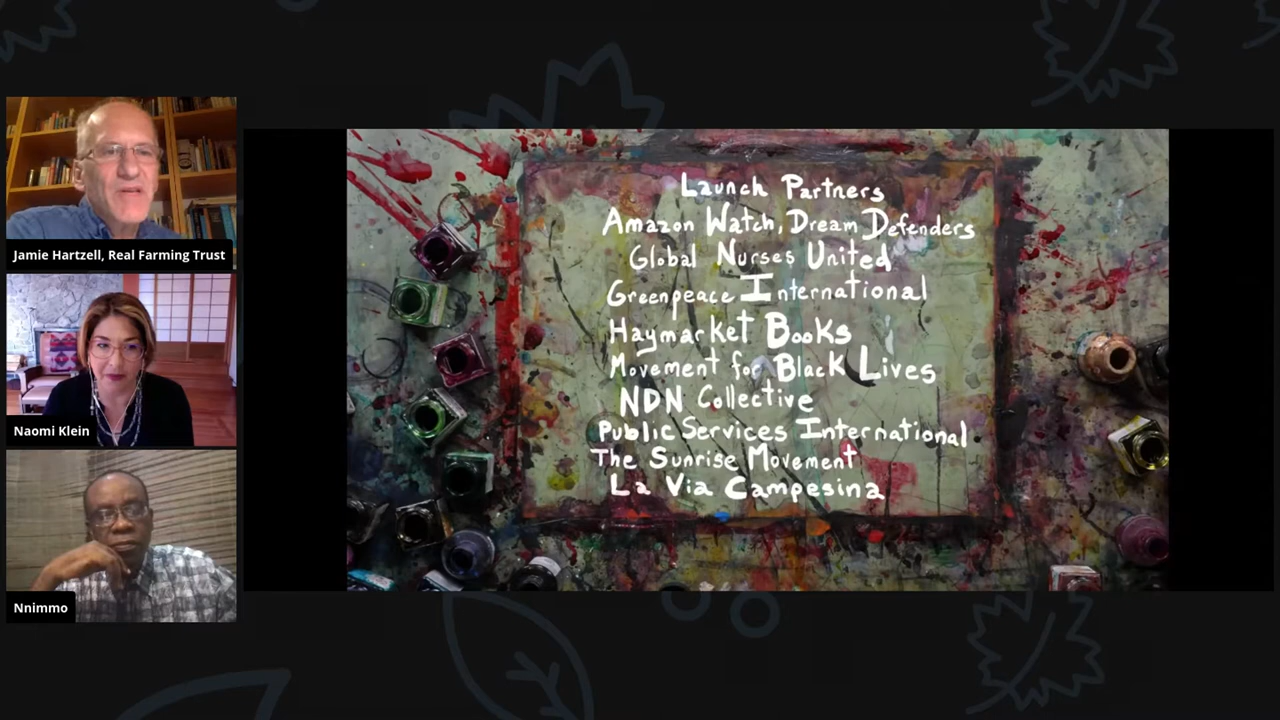 Jamie Hartzell, Real Farming Trust
Naomi Klein
Nnimmo
Launch Partners
Amazon Watch, Dream Defenders
Global Nurses United
Greenpeace International
Haymarket Books
Movement for Black Lives
NDN Collective
Public Services International
The Sunrise Movement
La Via Campesina